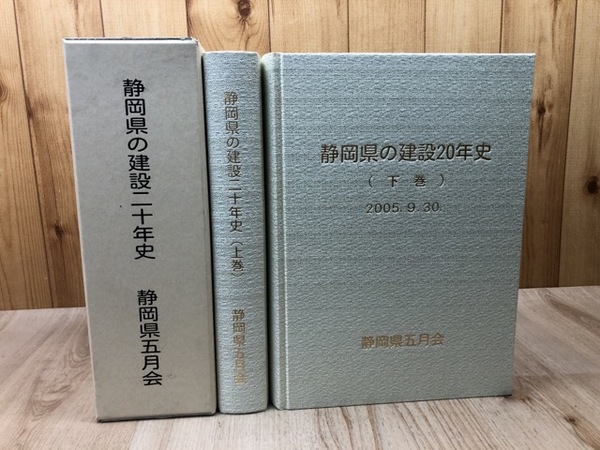 静岡県の建設二十年史　静岡県五月会
静岡県の建設二十年史（上巻）　静岡県五月会
静岡県の建設20年史
（下巻）
2005.9.30.
静岡県五月会